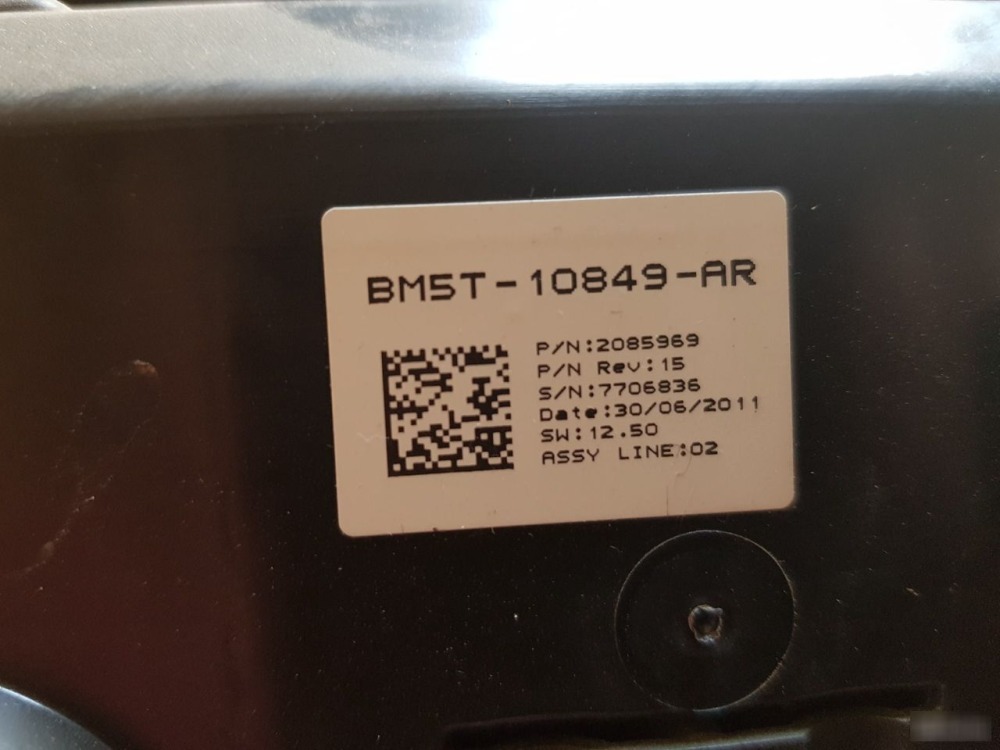 BM5T-10849-AR
P/N:2085969
P/N Rev:15
S/N:7706836
Date:30/06/2011
SW:12.50
ASSY LINE:02